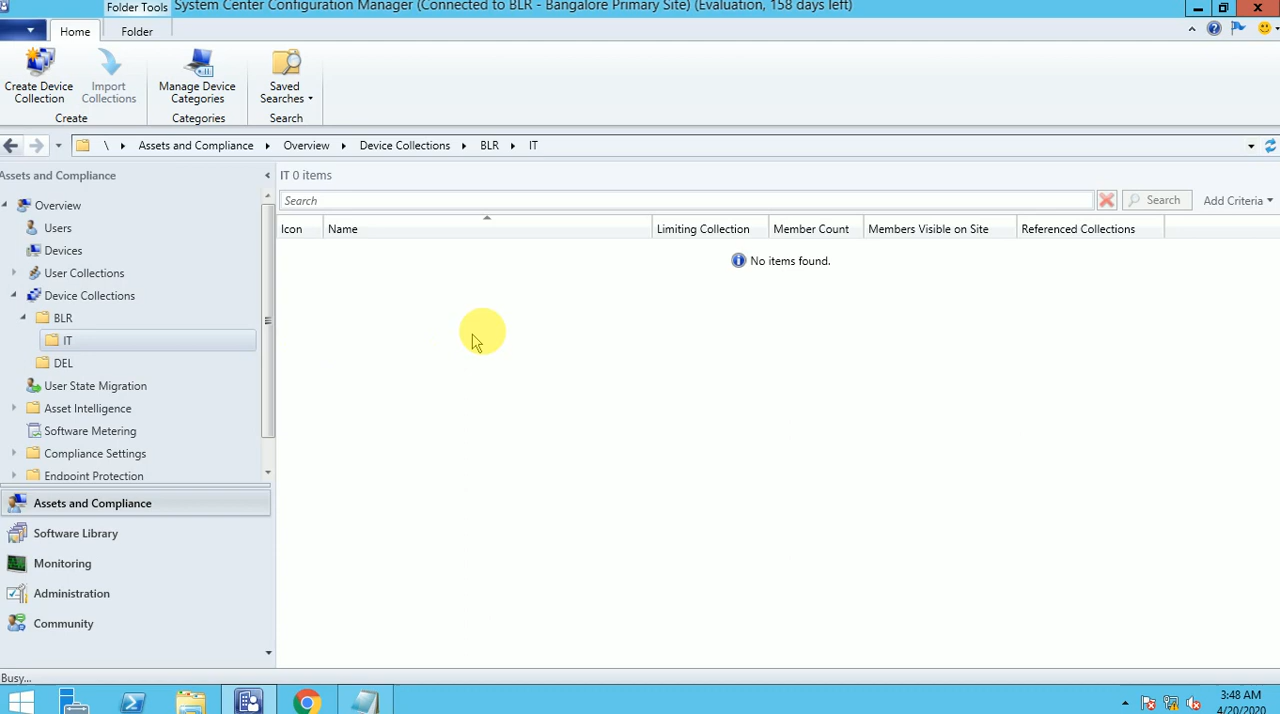 Folder Tools
System Center Configuration Manager (Connected to BLR - Bangalore Primary Site) (Evaluation, 158 days left)
Home
Folder
Create Device Collection
Import Collections
Manage Device Categories
Saved Searches
Create
Categories
Search
\ Assets and Compliance Overview Device Collections BLR IT
Assets and Compliance
IT 0 items
Search
Search
Add Criteria
Icon
Name
Limiting Collection
Member Count
Members Visible on Site
Referenced Collections
No items found.
Overview
Users
Devices
User Collections
Device Collections
BLR
IT
DEL
User State Migration
Asset Intelligence
Software Metering
Compliance Settings
Endpoint Protection
Assets and Compliance
Software Library
Monitoring
Administration
Community
Busy...
3:48 AM
4/20/2020